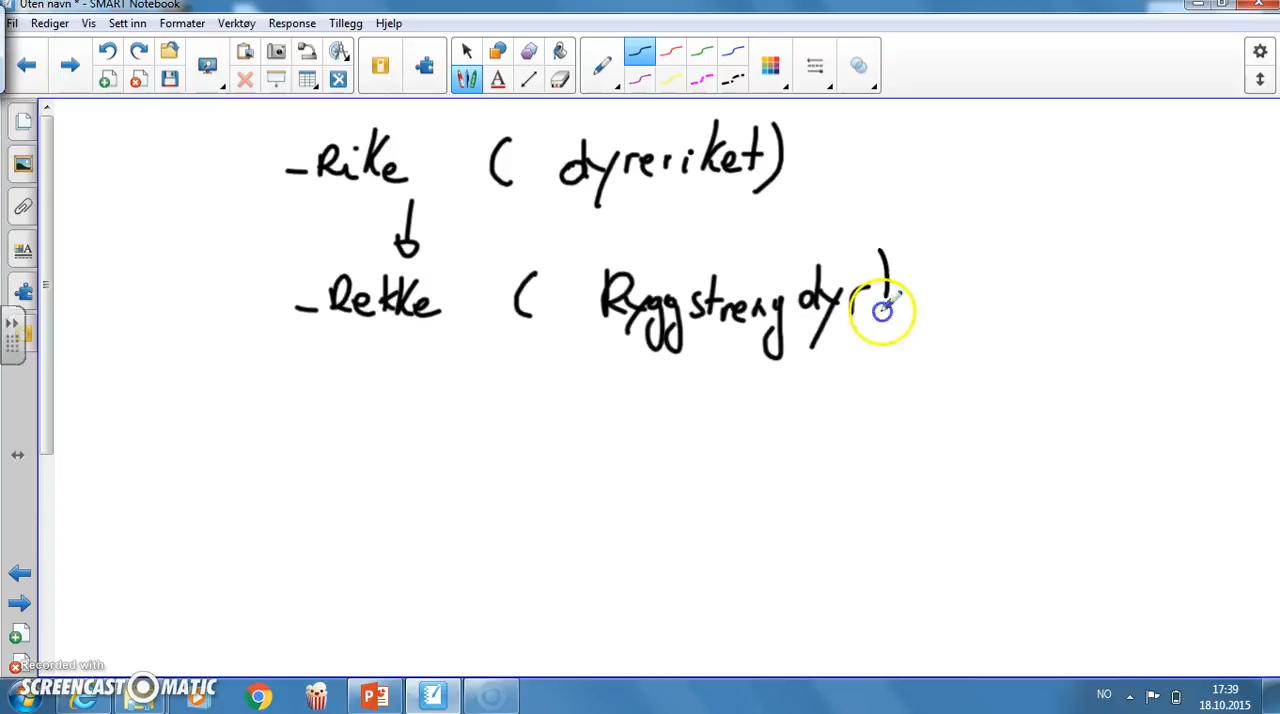 Uten navn * - SMART Notebook
Fil Rediger Vis Sett inn Formater Verktøy Innhold Response Tillegg Hjelp
-Rike ( dyreriket)
-Rekke ( Ryggstrengdyr)
Recorded with
SCREENCAST MATIC
NO
17:39
18.10.2015